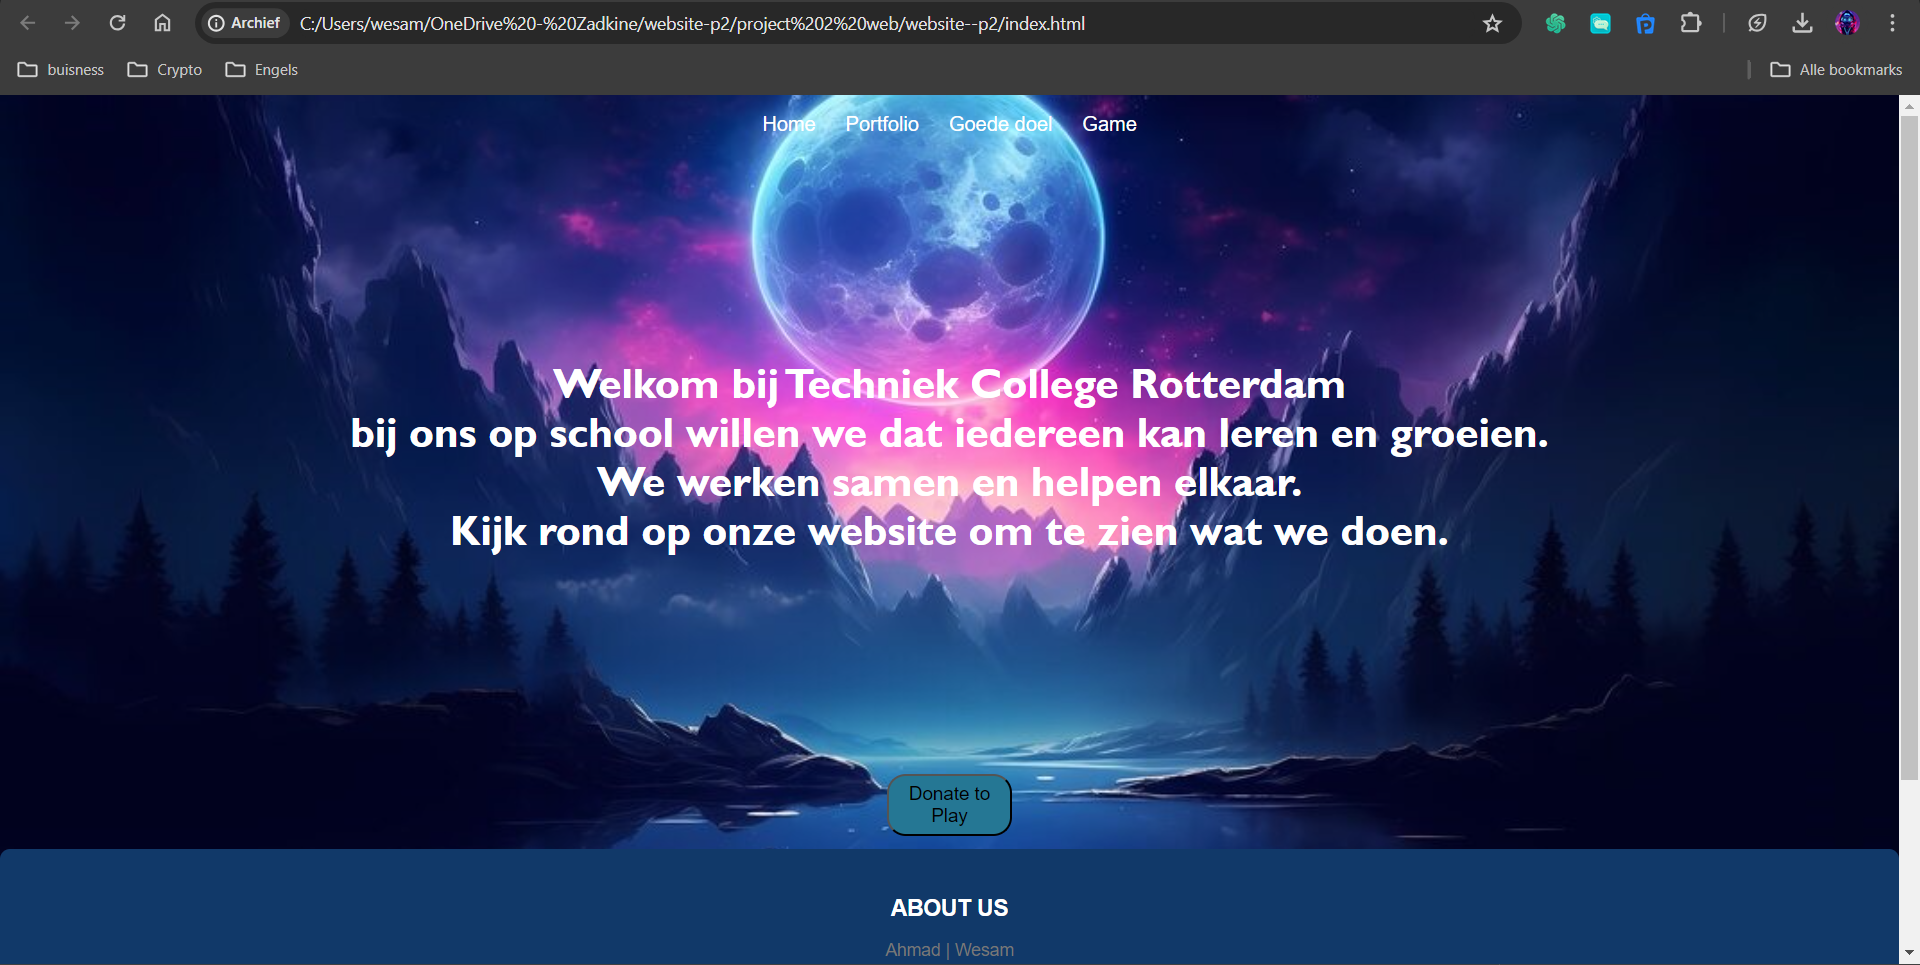 Archief
C:/Users/wesam/OneDrive%20-%20Zadkine/website-p2/project%202%20web/website--p2/index.html
buisness
Crypto
Engels
Alle bookmarks
Home
Portfolio
Goede doel
Game
Welkom bij Techniek College Rotterdam
bij ons op school willen we dat iedereen kan leren en groeien.
We werken samen en helpen elkaar.
Kijk rond op onze website om te zien wat we doen.
Donate to
Play
ABOUT US
Ahmad | Wesam